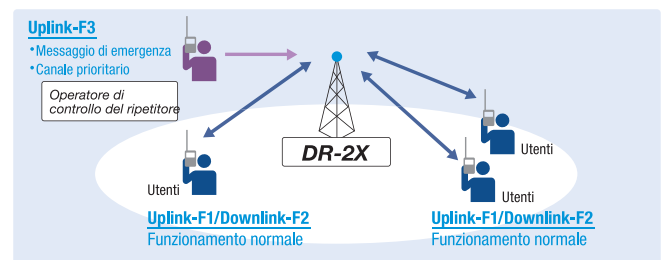 Uplink-F3
•Messaggio di emergenza
•Canale prioritario
Operatore di
controllo del ripetitore
DR-2X
Utenti
Utenti
Utenti
Uplink-F1/Downlink-F2
Funzionamento normale
Uplink-F1/Downlink-F2
Funzionamento normale